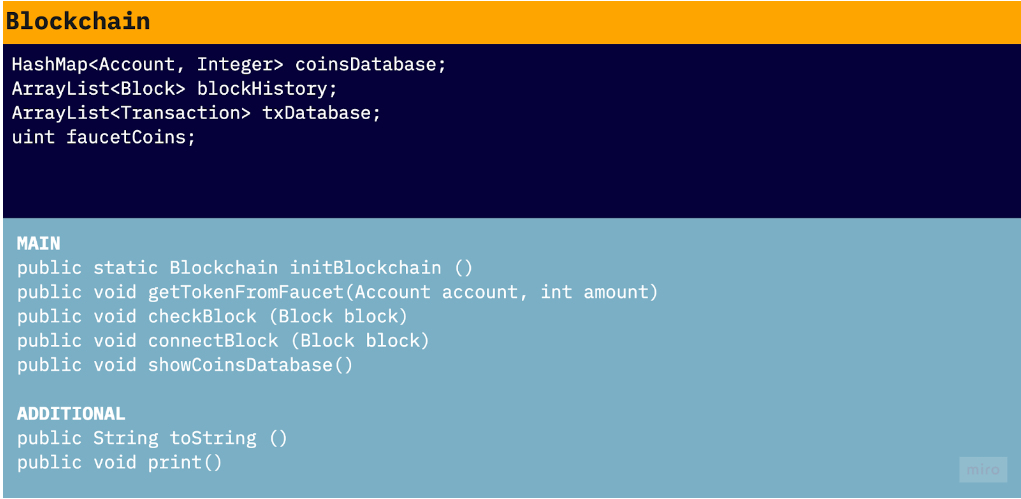 Blockchain
HashMap<Account, Integer> coinsDatabase;
ArrayList<Block> blockHistory;
ArrayList<Transaction> txDatabase;
uint faucetCoins;
MAIN
public static Blockchain initBlockchain ()
public void getTokenFromFaucet(Account account, int amount)
public void checkBlock (Block block)
public void connectBlock (Block block)
public void showCoinsDatabase()
ADDITIONAL
public String toString ()
public void print()
miro